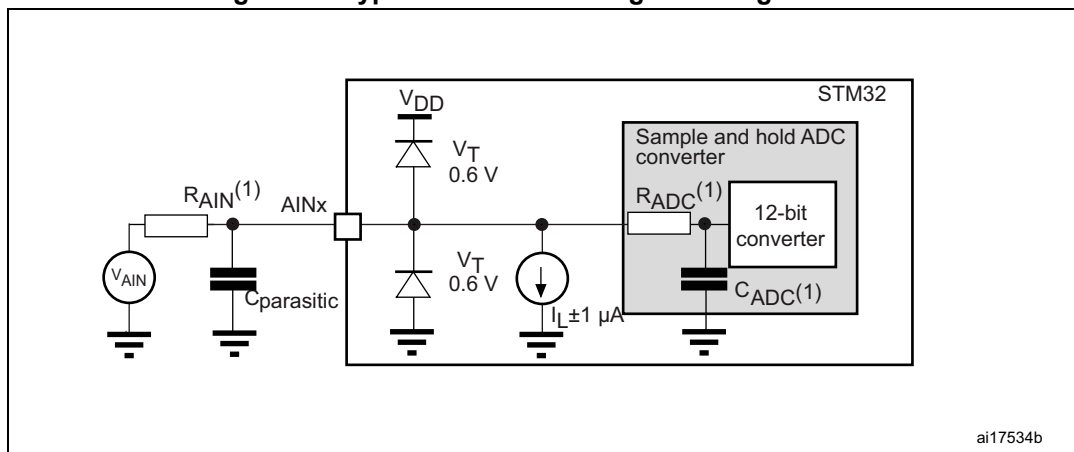 STM32
VDD
VT
0.6 V
Sample and hold ADC
converter
RAIN(1)
AINx
RADC(1)
12-bit
converter
VAIN
Cparasitic
VT
0.6 V
IL±1 µA
CADC(1)
ai17534b